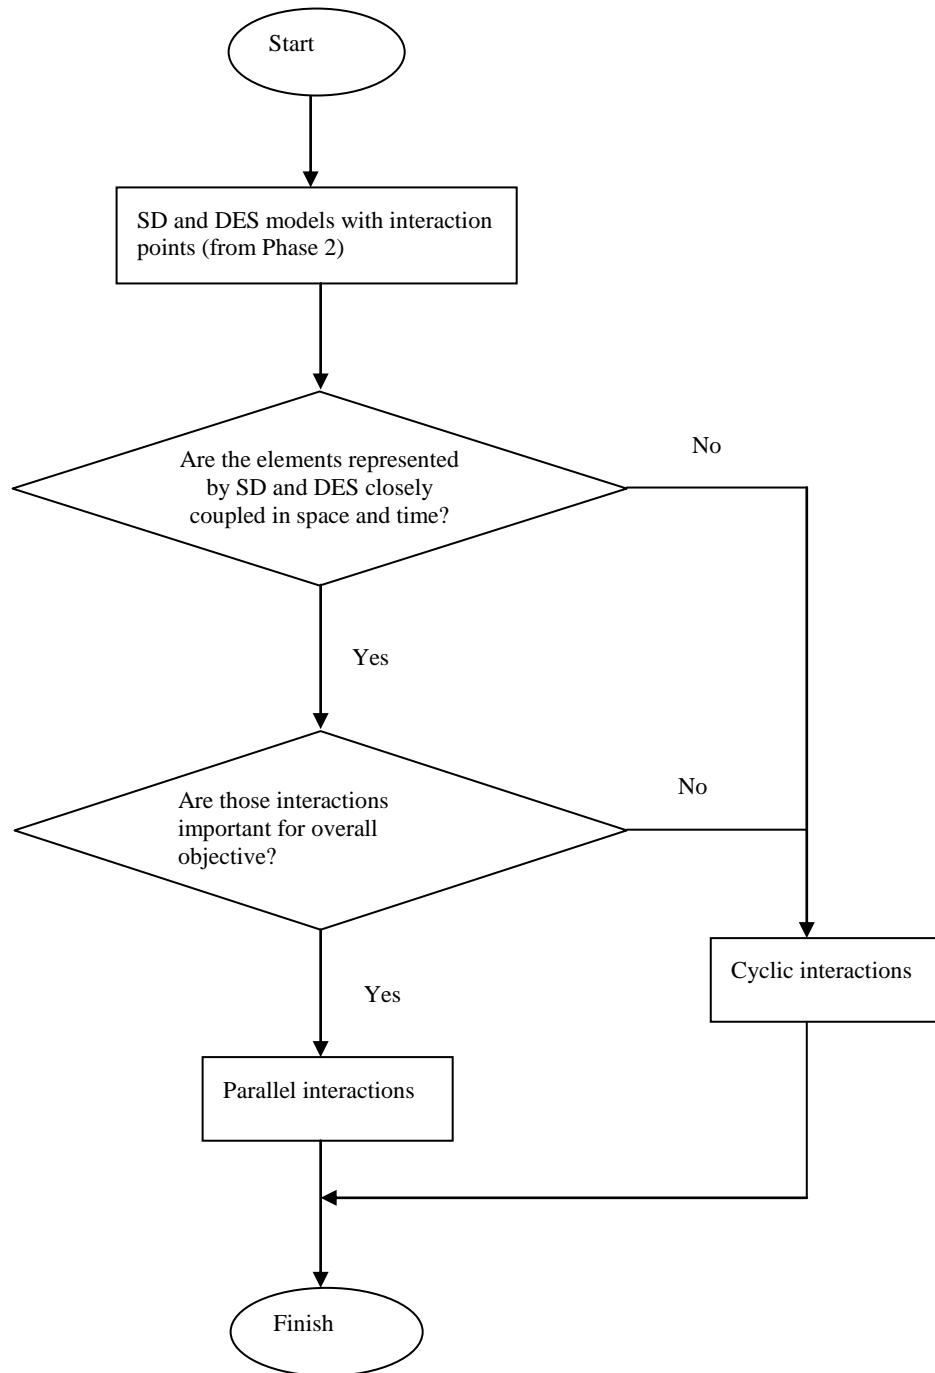 Start
SD and DES models with interaction
points (from Phase 2)
No
Are the elements represented
by SD and DES closely
coupled in space and time?
Yes
No
Are those interactions
important for overall
objective?
Cyclic interactions
Yes
Parallel interactions
Finish